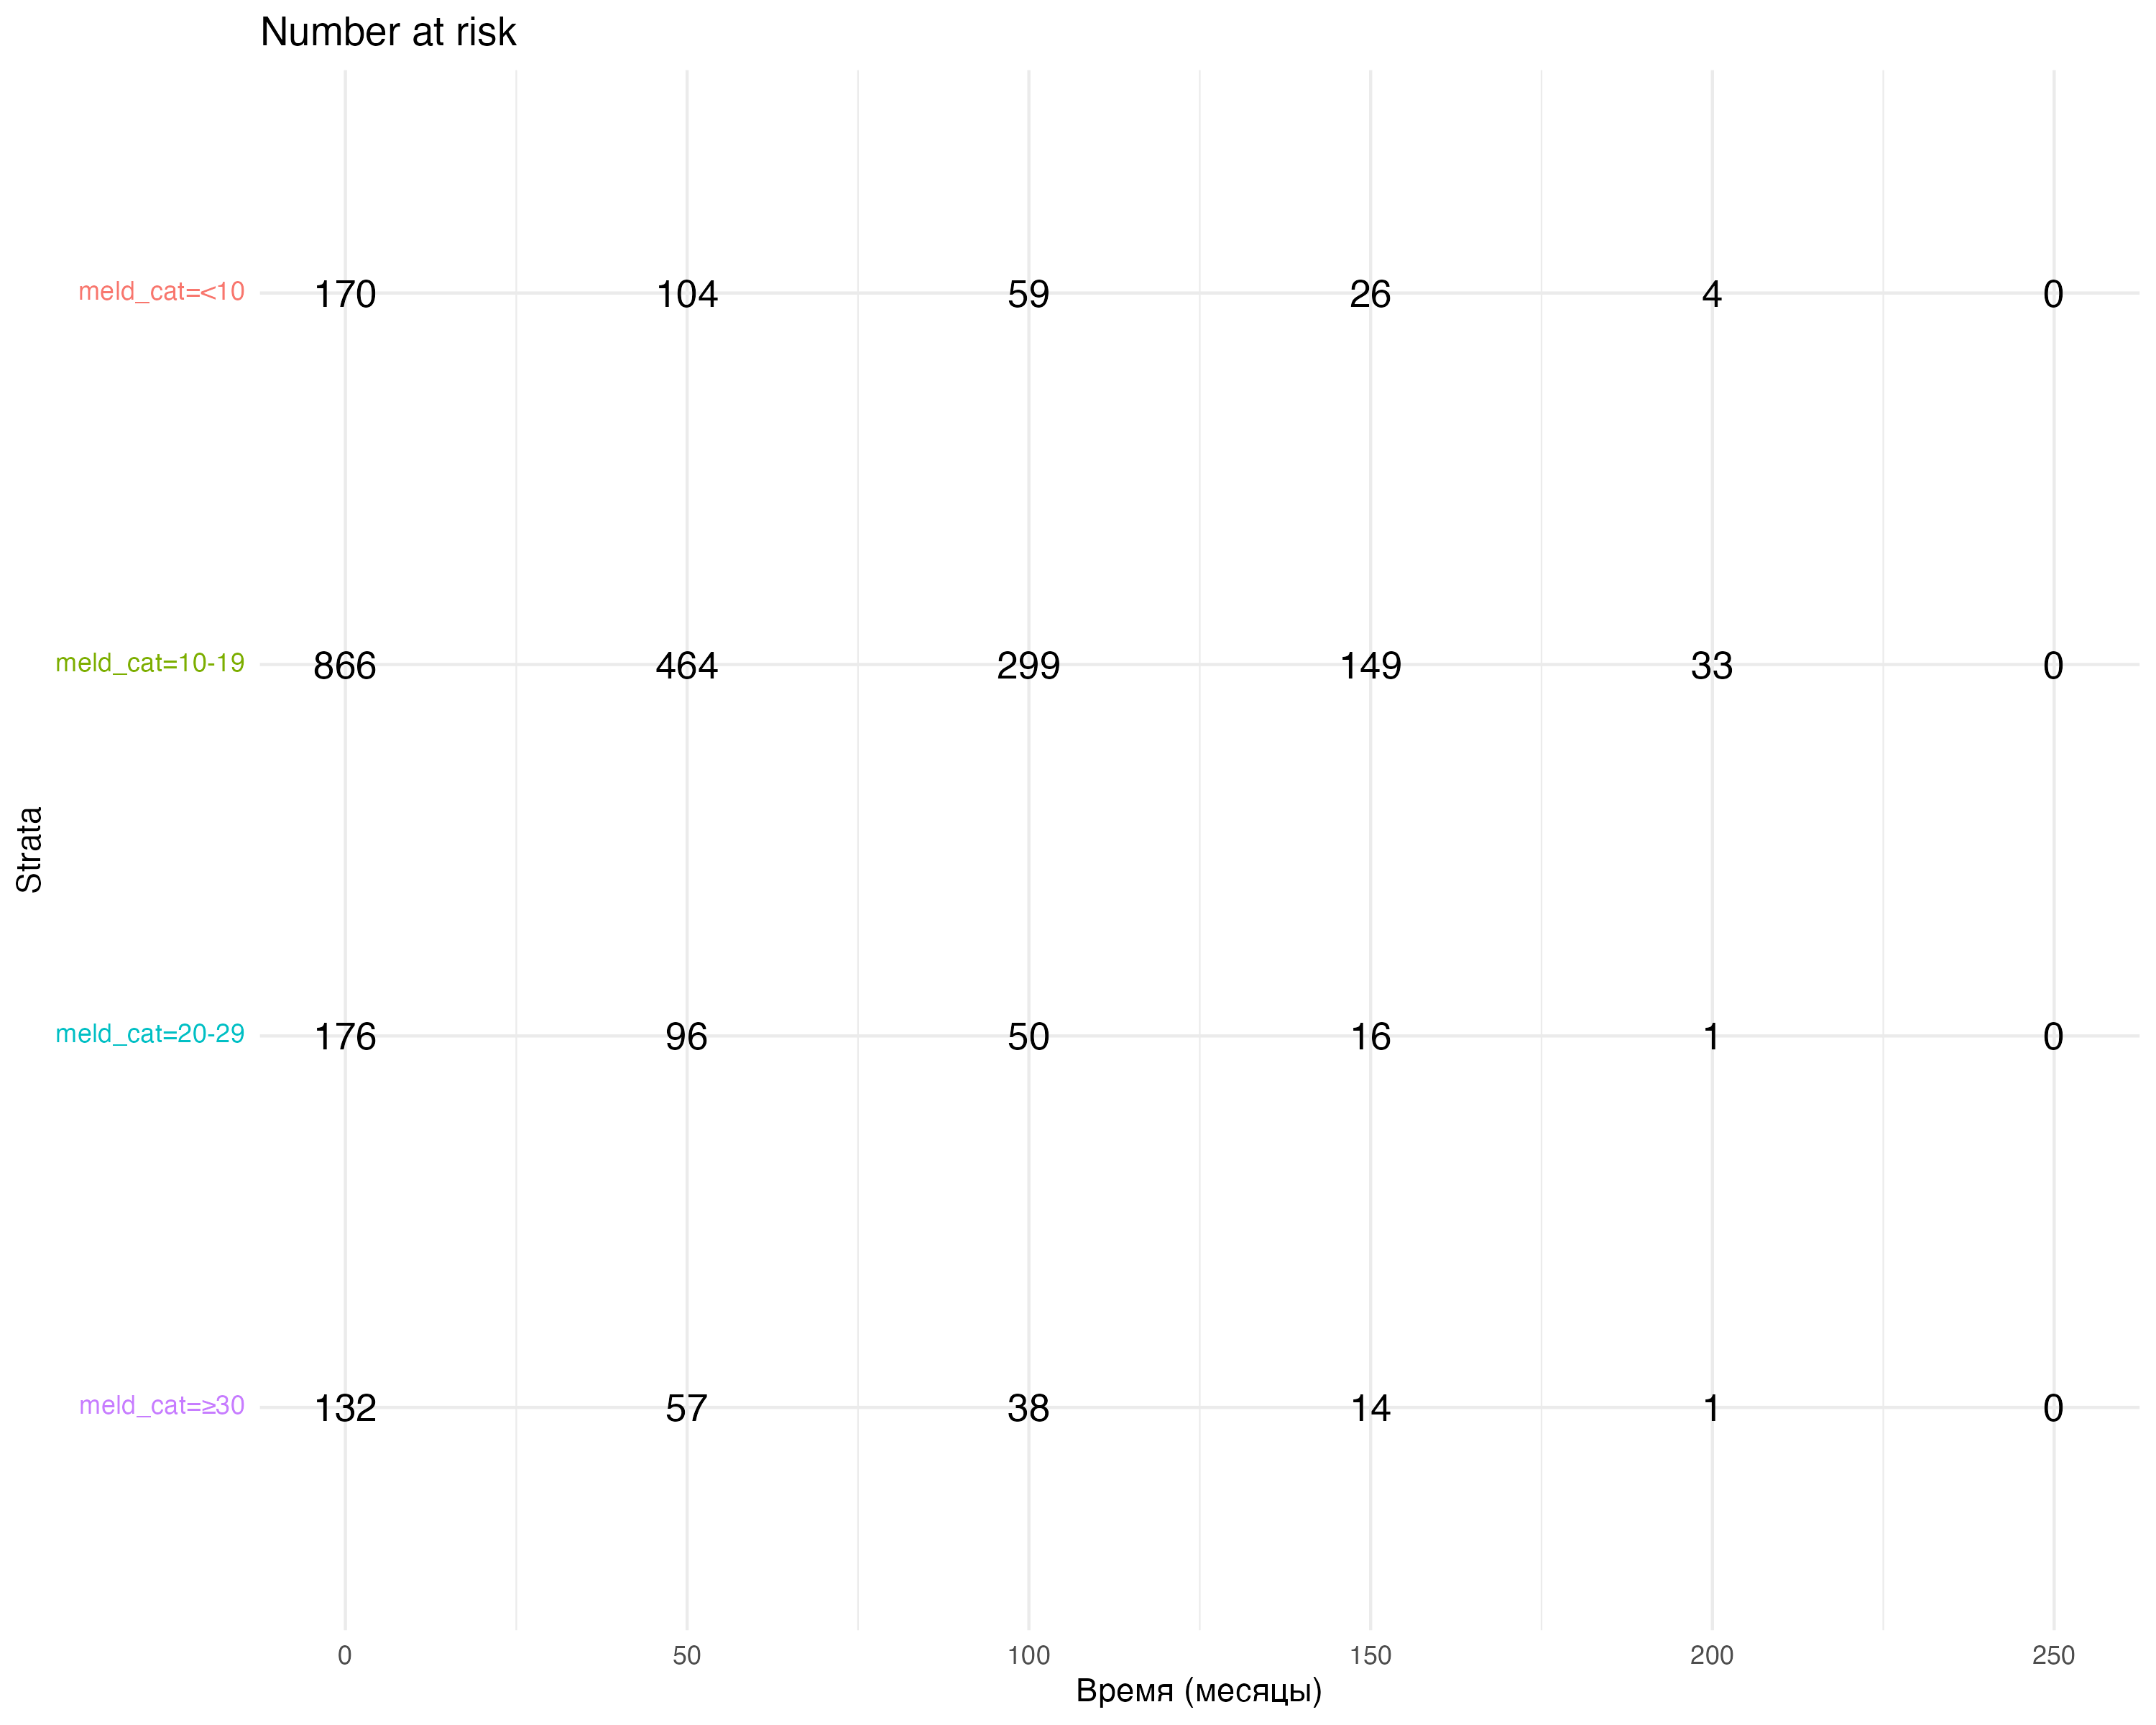 Number at risk
meld_cat=<10 170 104 59 26 4 0
meld_cat=10-19 866 464 299 149 33 0
Strata
meld_cat=20-29 176 96 50 16 1 0
meld_cat=≥30 132 57 38 14 1 0
0 50 100 150 200 250
Время (месяцы)